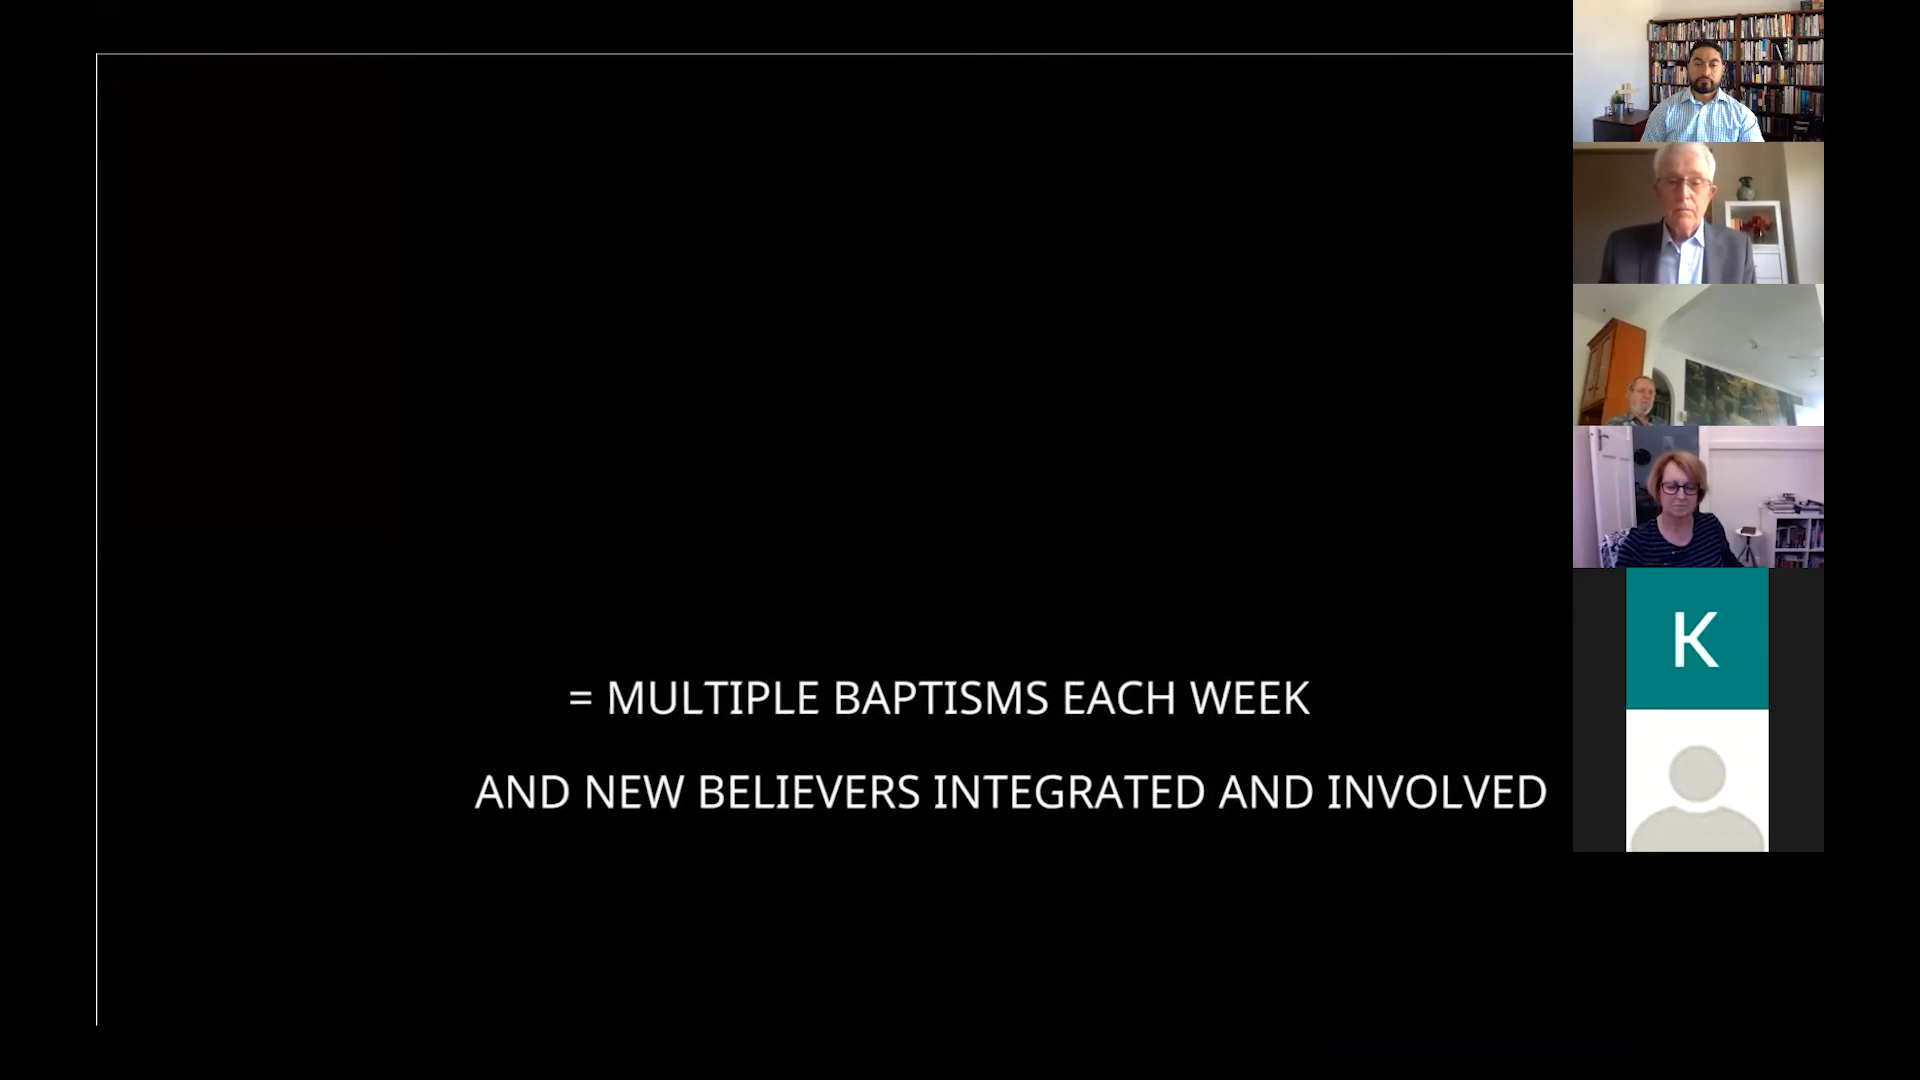 = MULTIPLE BAPTISMS EACH WEEK
AND NEW BELIEVERS INTEGRATED AND INVOLVED
K